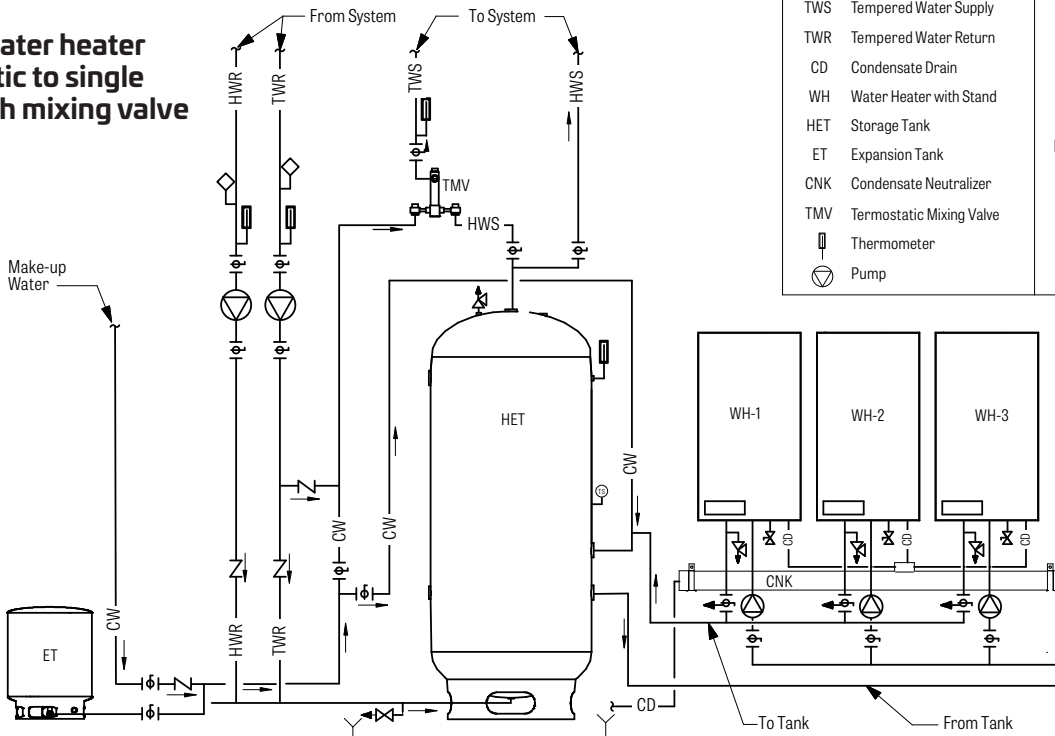 ater heater
tic to single
h mixing valve
From System
To System
HWR
TWR
TWS
HWS
TWS Tempered Water Supply
TWR Tempered Water Return
CD Condensate Drain
WH Water Heater with Stand
HET Storage Tank
ET Expansion Tank
CNK Condensate Neutralizer
TMV Termostatic Mixing Valve
Thermometer
Pump
TMV
HWS
Make-up
Water
HET
WH-1
WH-2
WH-3
CW
TS
CW
CW
CD
CD
CNK
CW
ET
HWR
TWR
CD
To Tank
From Tank